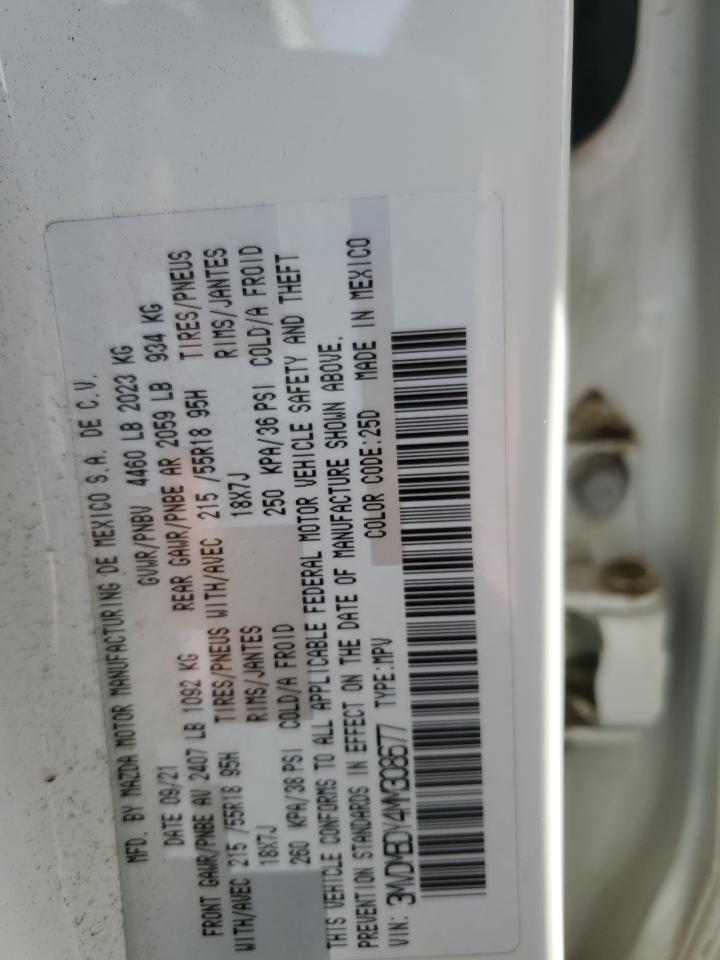 MFD. BY MAZDA MOTOR MANUFACTURING DE MEXICO S.A. DE C.V.
DATE 09/21 GVWR/PNBV 4460 LB 2023 KG
FRONT GAWR/PNBE AV 2407 LB 1092 KG REAR GAWR/PNBE AR 2059 LB 934 KG
WITH/AVEC 215 /55R18 95H TIRES/PNEUS WITH/AVEC 215 /55R18 95H TIRES/PNEUS
18X7J RIMS/JANTES 18X7J RIMS/JANTES
260 KPA/38 PSI COLD/A FROID 250 KPA/36 PSI COLD/A FROID
THIS VEHICLE CONFORMS TO ALL APPLICABLE FEDERAL MOTOR VEHICLE SAFETY AND THEFT
PREVENTION STANDARDS IN EFFECT ON THE DATE OF MANUFACTURE SHOWN ABOVE.
VIN: 3MVDMBDY4MM308677 TYPE:MPV COLOR CODE:25D MADE IN MEXICO